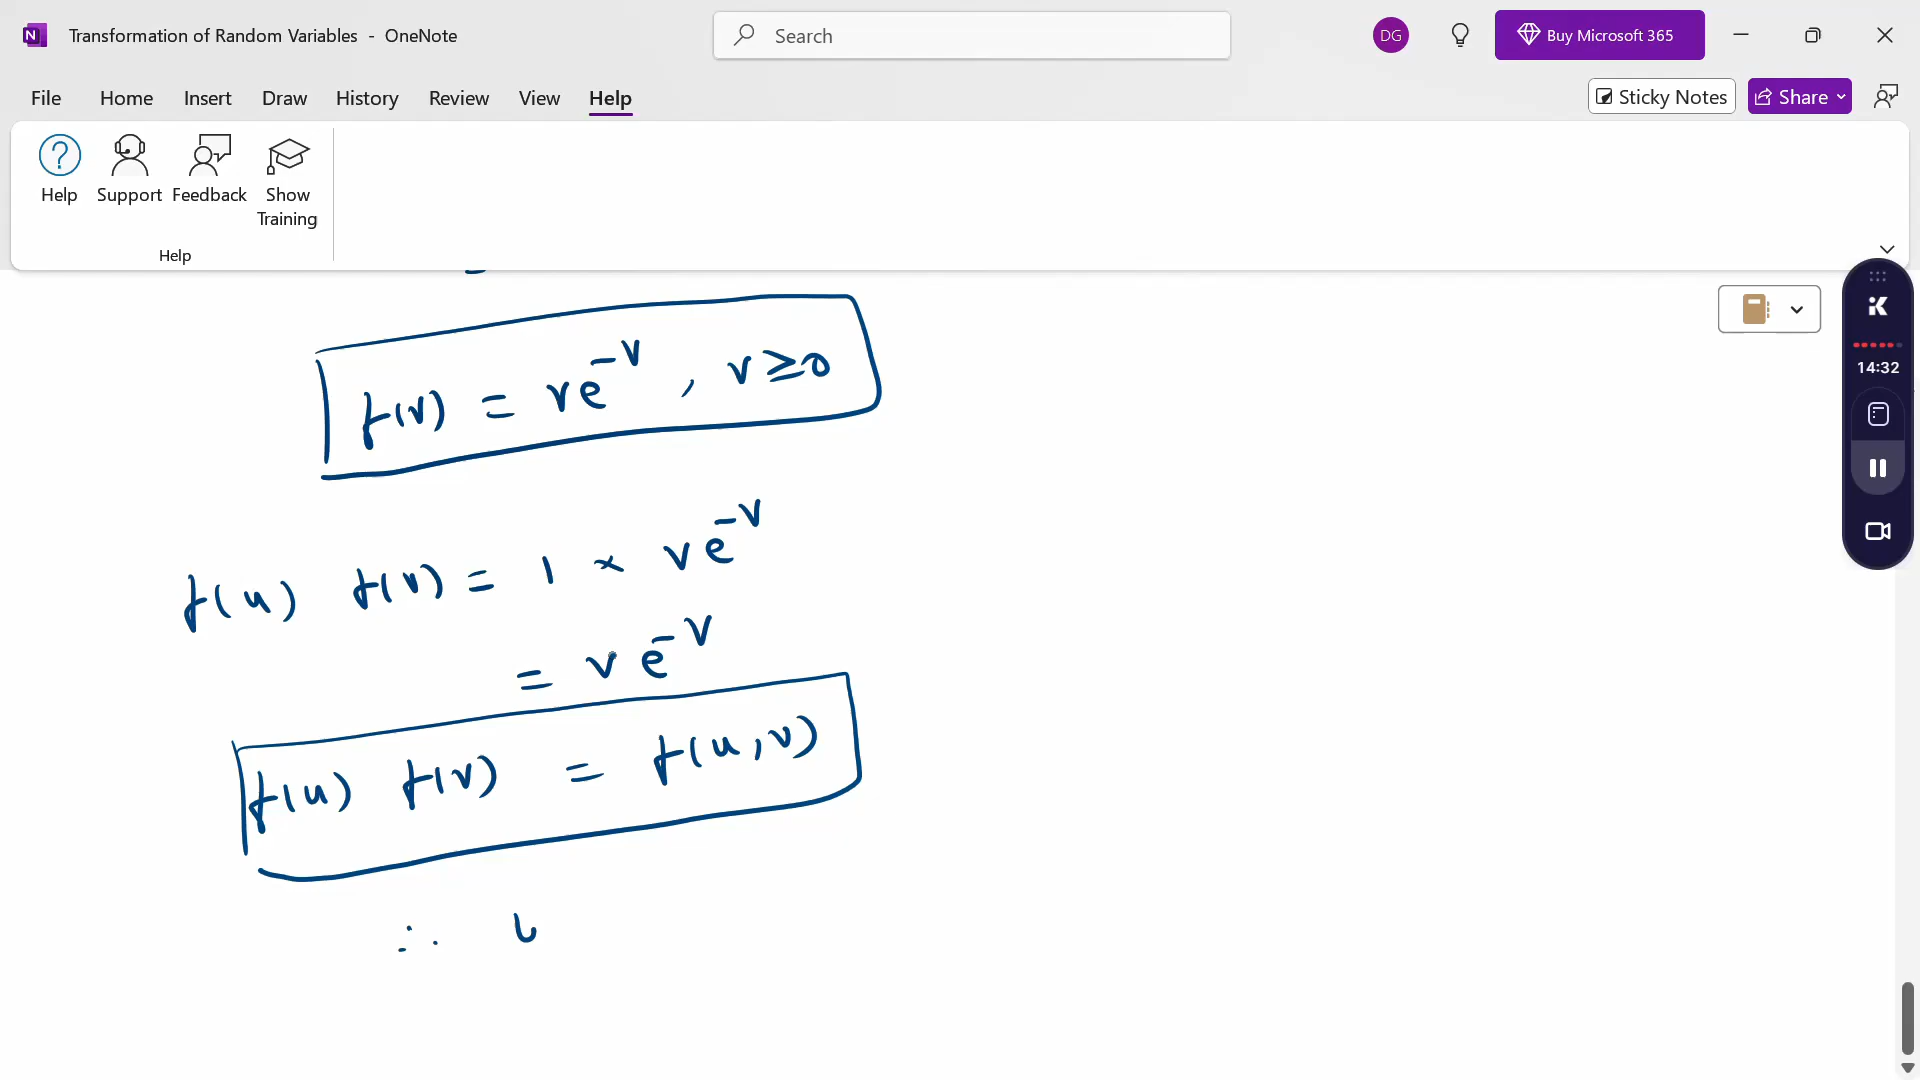 Transformation of Random Variables - OneNote
Search
DG
Buy Microsoft 365
File Home Insert Draw History Review View Help
Sticky Notes
Share
Help Support Feedback Show Training
Help
14:32
f(v) = ve^{-v}, v ≥ 0
f(u) f(v) = 1 × ve^{-v}
= ve^{-v}
f(u) f(v) = f(u,v)
∴ u